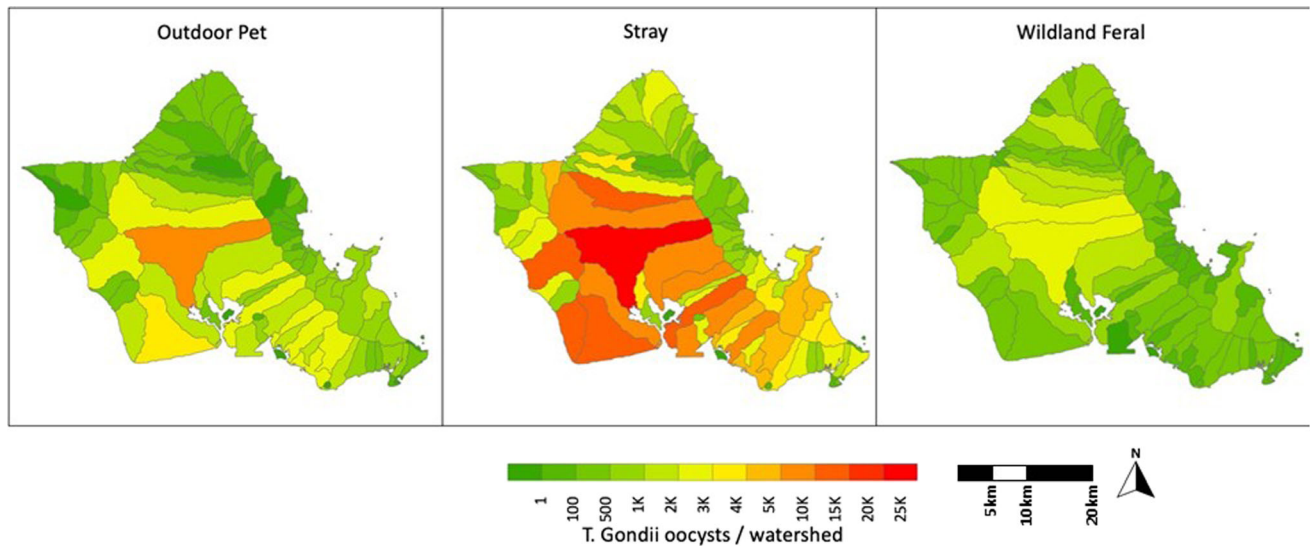 Outdoor Pet
Stray
Wildland Feral
1
100
500
1K
2K
3K
4K
5K
10K
15K
20K
25K
T. Gondii oocysts / watershed
5km
10km
20km
N